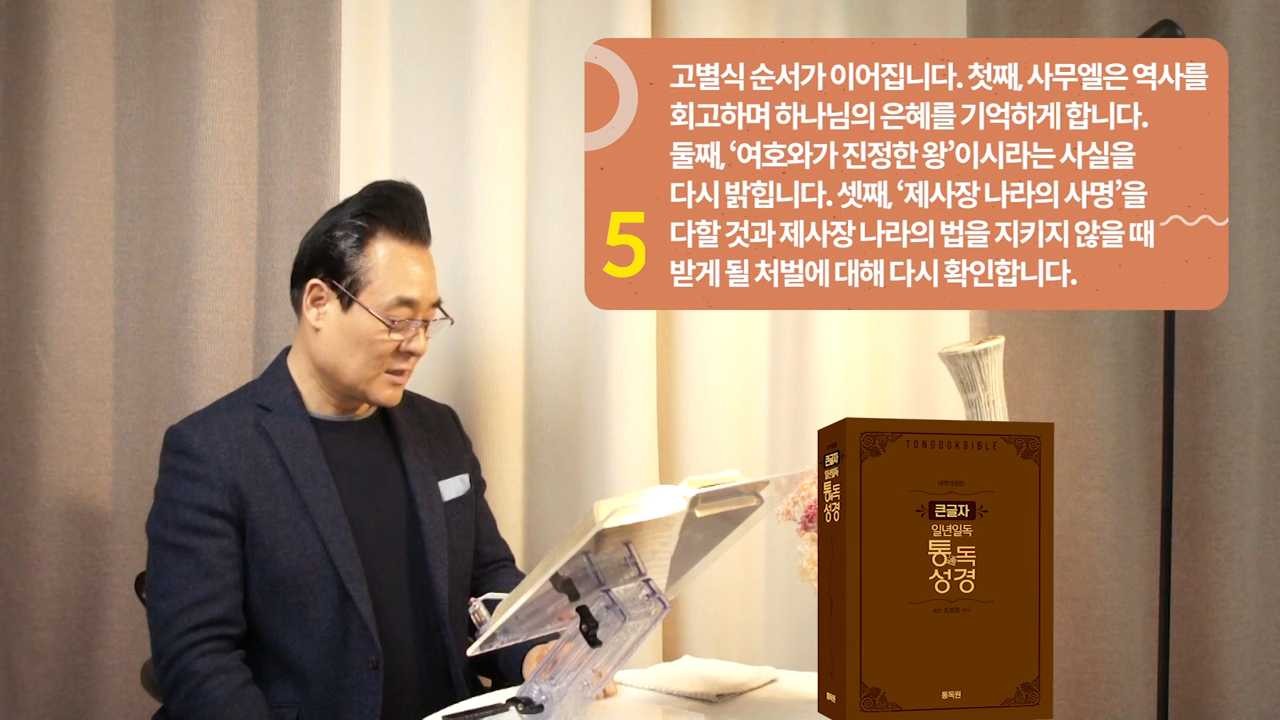 고별식 순서가 이어집니다. 첫째, 사무엘은 역사를
회고하며 하나님의 은혜를 기억하게 합니다.
둘째, ‘여호와가 진정한 왕’이시라는 사실을
다시 밝힙니다. 셋째, ‘제사장 나라의 사명’을
5
다할 것과 제사장 나라의 법을 지키지 않을 때
받게 될 처벌에 대해 다시 확인합니다.
TONGDOKBIBLE
큰글자
일년일독
통독
성경
통독원
큰글자
일년일독
통독
성경
통독원